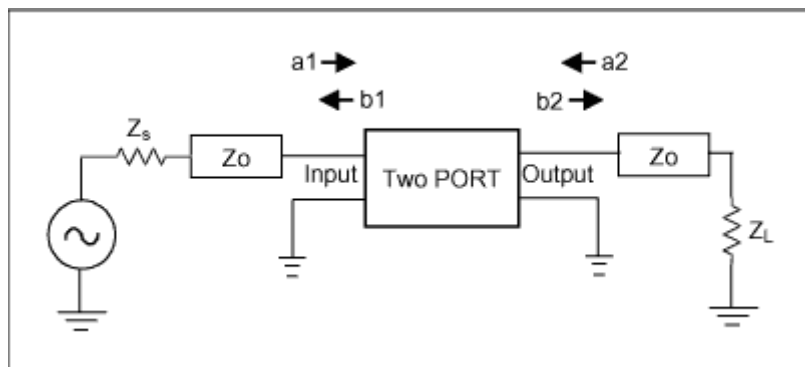 a1
a2
b1
b2
Zs
Zo
Input
Two PORT
Output
Zo
ZL